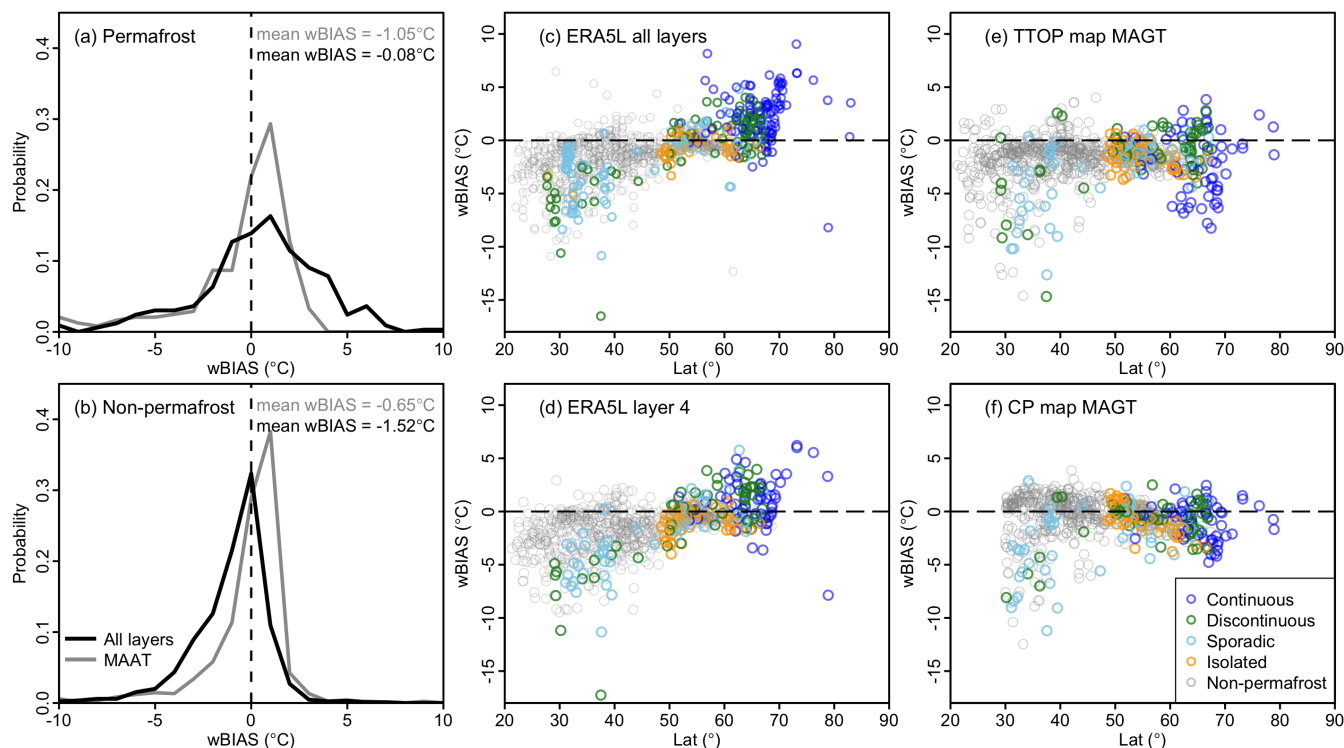 (a) Permafrost
mean wBIAS = -1.05°C
mean wBIAS = -0.08°C
Probability
0.0
0.1
0.2
0.3
0.4
-10
-5
0
5
10
wBIAS (°C)
(c) ERA5L all layers
wBIAS (°C)
10
5
0
-5
-10
-15
20
30
40
50
60
70
80
90
Lat (°)
(e) TTOP map MAGT
wBIAS (°C)
10
5
0
-5
-10
-15
20
30
40
50
60
70
80
90
Lat (°)
(b) Non-permafrost
mean wBIAS = -0.65°C
mean wBIAS = -1.52°C
Probability
0.0
0.1
0.2
0.3
0.4
All layers
MAAT
-10
-5
0
5
10
wBIAS (°C)
(d) ERA5L layer 4
wBIAS (°C)
10
5
0
-5
-10
-15
20
30
40
50
60
70
80
90
Lat (°)
(f) CP map MAGT
wBIAS (°C)
10
5
0
-5
-10
-15
Continuous
Discontinuous
Sporadic
Isolated
Non-permafrost
20
30
40
50
60
70
80
90
Lat (°)